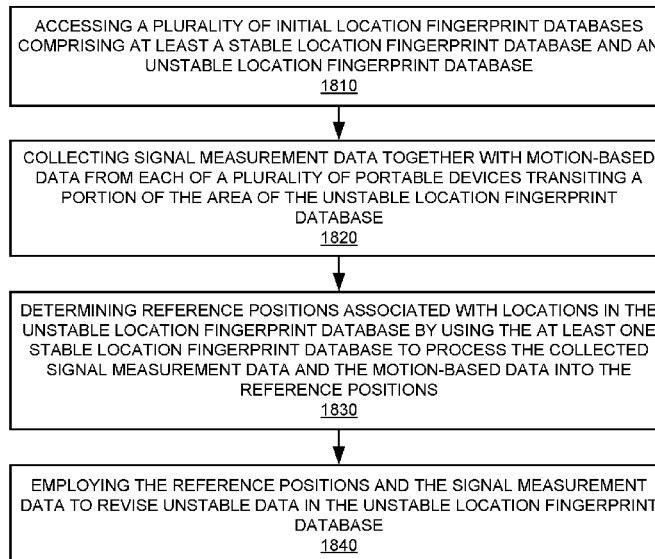 ACCESSING A PLURALITY OF INITIAL LOCATION FINGERPRINT DATABASES
COMPRISING AT LEAST A STABLE LOCATION FINGERPRINT DATABASE AND AN
UNSTABLE LOCATION FINGERPRINT DATABASE
1810
COLLECTING SIGNAL MEASUREMENT DATA TOGETHER WITH MOTION-BASED
DATA FROM EACH OF A PLURALITY OF PORTABLE DEVICES TRANSITING A
PORTION OF THE AREA OF THE UNSTABLE LOCATION FINGERPRINT
DATABASE
1820
DETERMINING REFERENCE POSITIONS ASSOCIATED WITH LOCATIONS IN THE
UNSTABLE LOCATION FINGERPRINT DATABASE BY USING THE AT LEAST ONE
STABLE LOCATION FINGERPRINT DATABASE TO PROCESS THE COLLECTED
SIGNAL MEASUREMENT DATA AND THE MOTION-BASED DATA INTO THE
REFERENCE POSITIONS
1830
EMPLOYING THE REFERENCE POSITIONS AND THE SIGNAL MEASUREMENT
DATA TO REVISE UNSTABLE DATA IN THE UNSTABLE LOCATION FINGERPRINT
DATABASE
1840